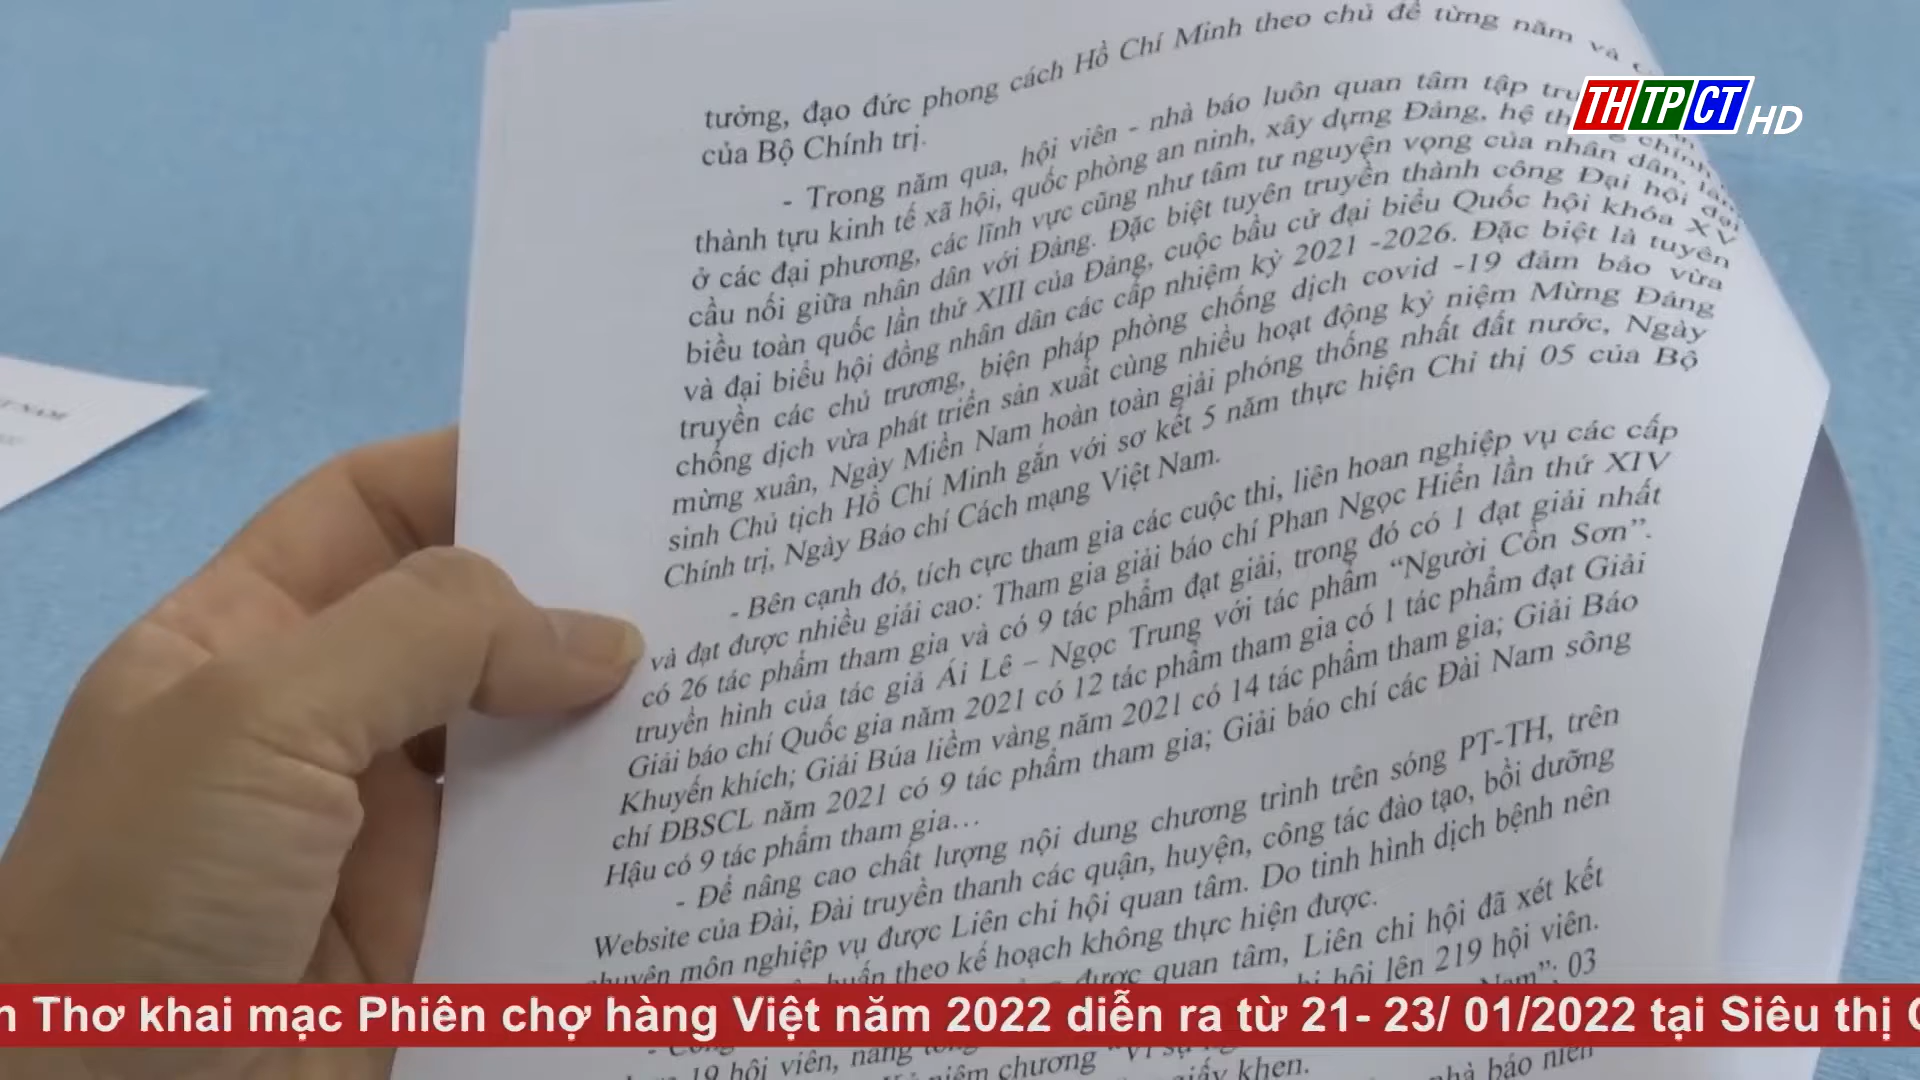 tưởng, đạo đức phong cách Hồ Chí Minh theo chủ đề từng năm và
của Bộ Chính trị.
THTPCT HD
- Trong năm qua, hội viên - nhà báo luôn quan tâm tập
thành tựu kinh tế xã hội, quốc phòng an ninh, xây dựng Đảng, hệ
ở các đại phương, các lĩnh vực cũng như tâm tư nguyện vọng của nhân dân,
cầu nối giữa nhân dân với Đảng. Đặc biệt tuyên truyền thành công Đại hội đại
biểu toàn quốc lần thứ XIII của Đảng, cuộc bầu cử đại biểu Quốc hội khóa XV
và đại biểu hội đồng nhân dân các cấp nhiệm kỳ 2021 -2026. Đặc biệt là tuyên
truyền các chủ trương, biện pháp phòng chống dịch covid -19 đảm bảo vừa
chống dịch vừa phát triển sản xuất cùng nhiều hoạt động kỷ niệm Mừng Đảng
mừng xuân, Ngày Miền Nam hoàn toàn giải phóng thống nhất đất nước, Ngày
sinh Chủ tịch Hồ Chí Minh gắn với sơ kết 5 năm thực hiện Chỉ thị 05 của Bộ
Chính trị, Ngày Báo chí Cách mạng Việt Nam.
- Bên cạnh đó, tích cực tham gia các cuộc thi, liên hoan nghiệp vụ các cấp
và đạt được nhiều giải cao: Tham gia giải báo chí Phan Ngọc Hiển lần thứ XIV
có 26 tác phẩm tham gia và có 9 tác phẩm đạt giải, trong đó có 1 đạt giải nhất
truyền hình của tác giả Ái Lê – Ngọc Trung với tác phẩm “Người Cồn Sơn”.
Giải báo chí Quốc gia năm 2021 có 12 tác phẩm tham gia có 1 tác phẩm đạt Giải
Khuyến khích; Giải Búa liềm vàng năm 2021 có 14 tác phẩm tham gia; Giải Báo
chí ĐBSCL năm 2021 có 9 tác phẩm tham gia; Giải báo chí các Đài Nam sông
Hậu có 9 tác phẩm tham gia…
- Để nâng cao chất lượng nội dung chương trình trên sóng PT-TH, trên
Website của Đài, Đài truyền thanh các quận, huyện, công tác đào tạo, bồi dưỡng
môn nghiệp vụ được Liên chi hội quan tâm. Do tinh hình dịch bệnh nên
theo kế hoạch không thực hiện được.
được quan tâm, Liên chi hội đã xét kết
hội lên 219 hội viên.
Nam”; 03
Thơ khai mạc Phiên chợ hàng Việt năm 2022 diễn ra từ 21- 23/ 01/2022 tại Siêu thị
19 hội viên, nâng
niệm chương
giấy khen.
nhà báo